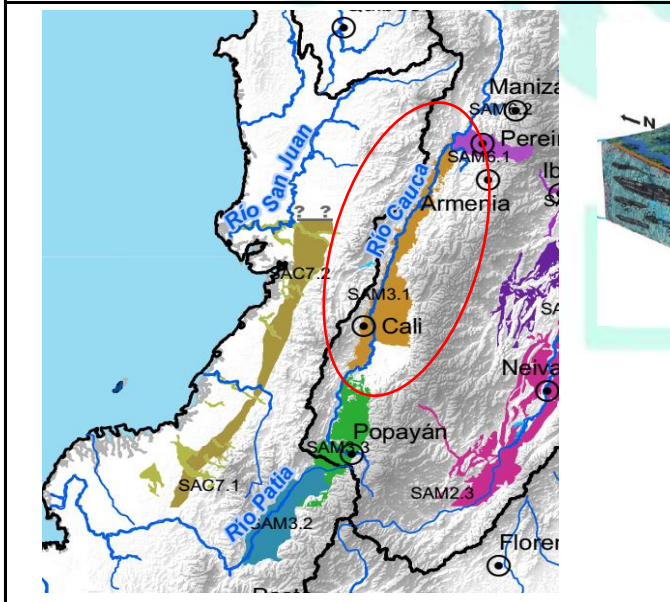 Maniza
SAM6.2
Perei
SAM6.1
Ib
Armenia
Río San Juan
Río Cauca
? ?
SAC7.2
SAM3.1
Cali
SA
Neiva
Popayán
SAM3.3
SAC7.1
Río Patía
SAM3.2
SAM2.3
Floren
N